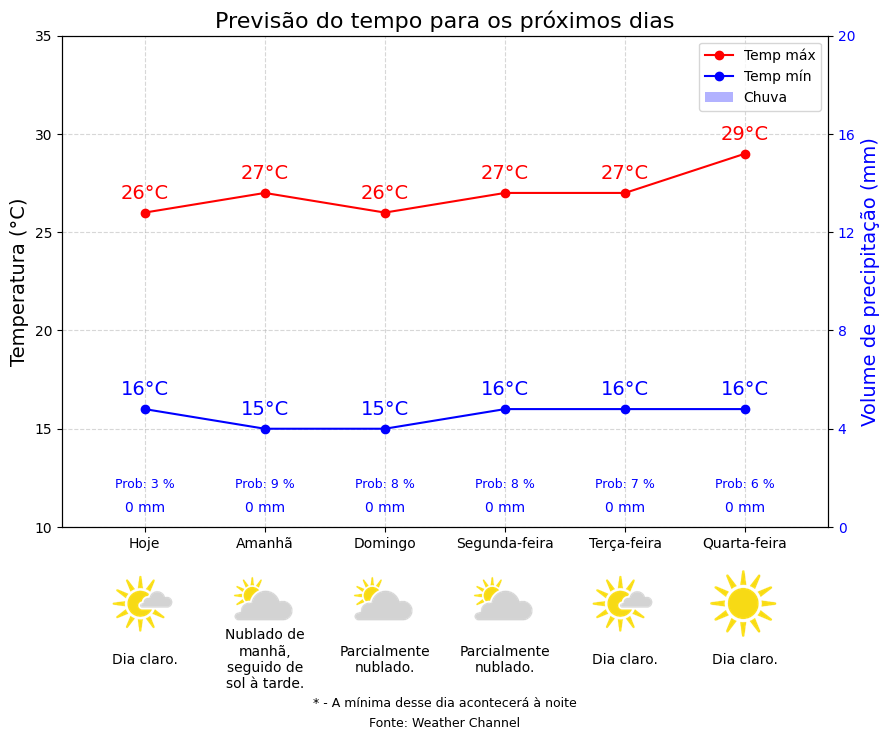 Previsão do tempo para os próximos dias
Temp máx
Temp mín
Chuva
Temperatura (°C)
Volume de precipitação (mm)
35
30
25
20
15
10
20
16
12
8
4
0
26°C 27°C 26°C 27°C 27°C 29°C
16°C 15°C 15°C 16°C 16°C 16°C
Prob: 3 % Prob: 9 % Prob: 8 % Prob: 8 % Prob: 7 % Prob: 6 %
0 mm 0 mm 0 mm 0 mm 0 mm 0 mm
Hoje Amanhã Domingo Segunda-feira Terça-feira Quarta-feira
Dia claro.
Nublado de
manhã,
seguido de
sol à tarde.
Parcialmente
nublado.
Parcialmente
nublado.
Dia claro.
Dia claro.
* - A mínima desse dia acontecerá à noite
Fonte: Weather Channel